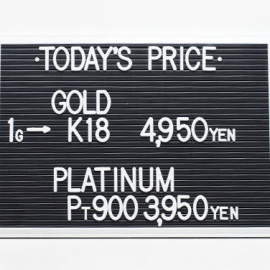 ·TODAY'S PRICE·
GOLD
1G→ K18 4,950YEN
PLATINUM
PT900 3,950YEN